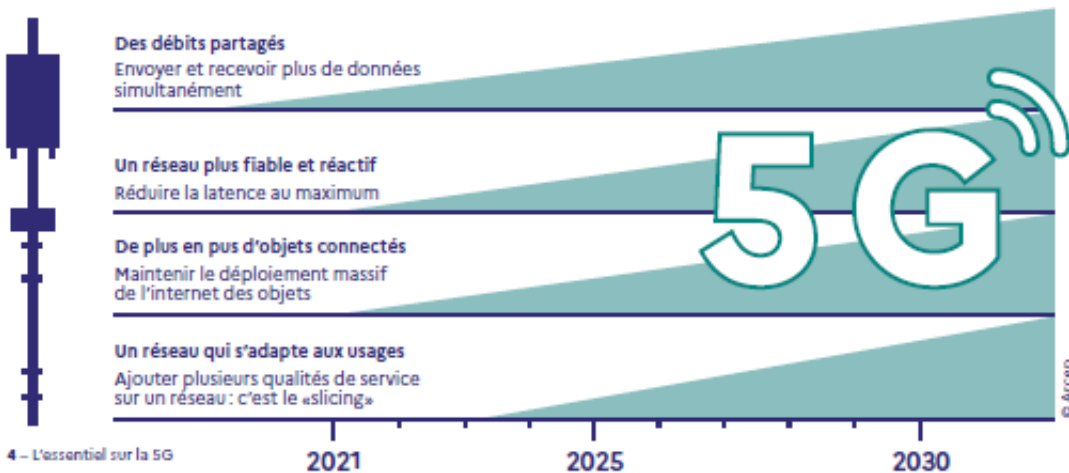 Des débits partagés
Envoyer et recevoir plus de données
simultanément
Un réseau plus fiable et réactif
Réduire la latence au maximum
De plus en pus d'objets connectés
Maintenir le déploiement massif
de l'internet des objets
Un réseau qui s'adapte aux usages
Ajouter plusieurs qualités de service
sur un réseau : c'est le «slicing»
5G
© Arcep
4 – L'essentiel sur la 5G
2021
2025
2030